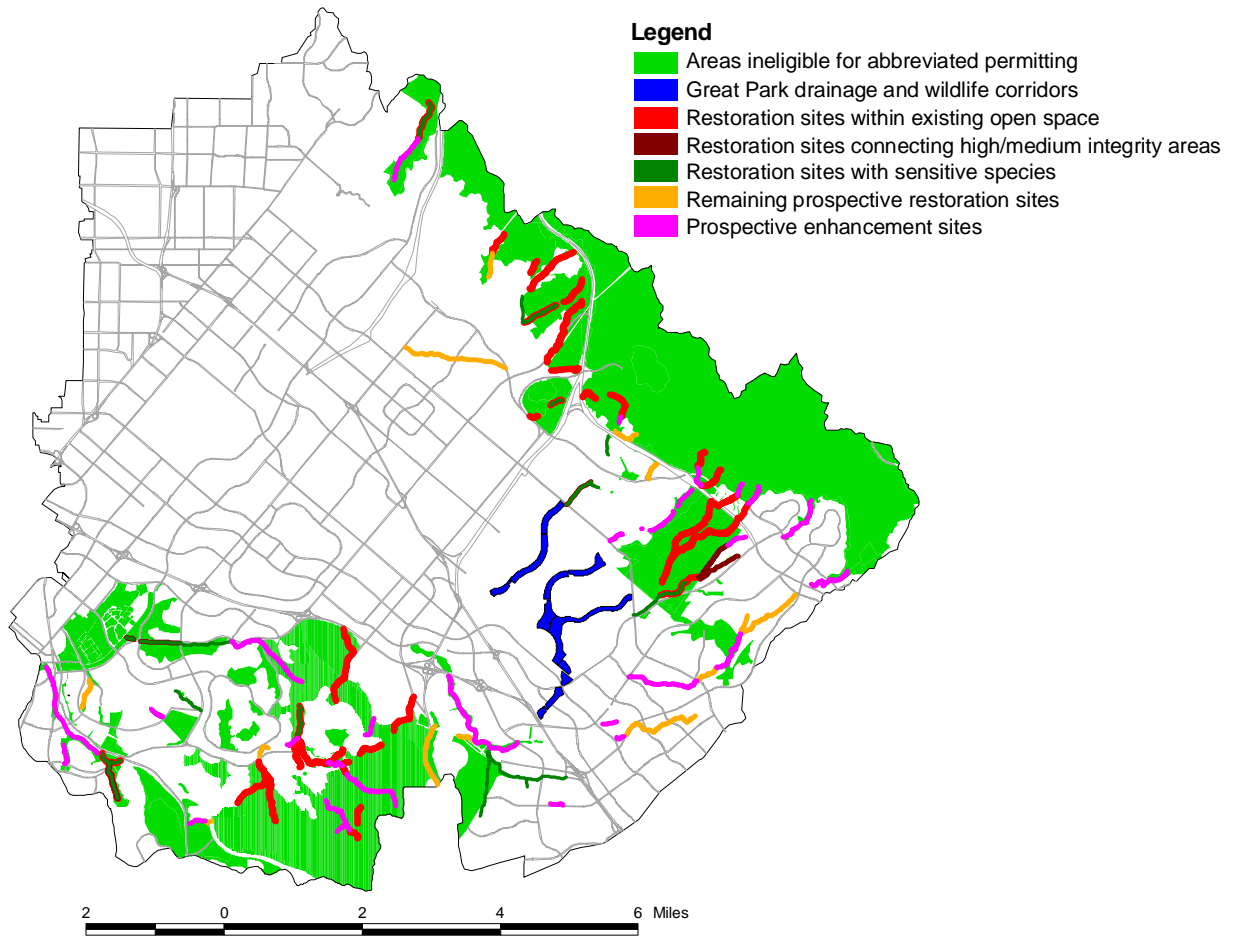 Legend
Areas ineligible for abbreviated permitting
Great Park drainage and wildlife corridors
Restoration sites within existing open space
Restoration sites connecting high/medium integrity areas
Restoration sites with sensitive species
Remaining prospective restoration sites
Prospective enhancement sites
2 0 2 4 6 Miles